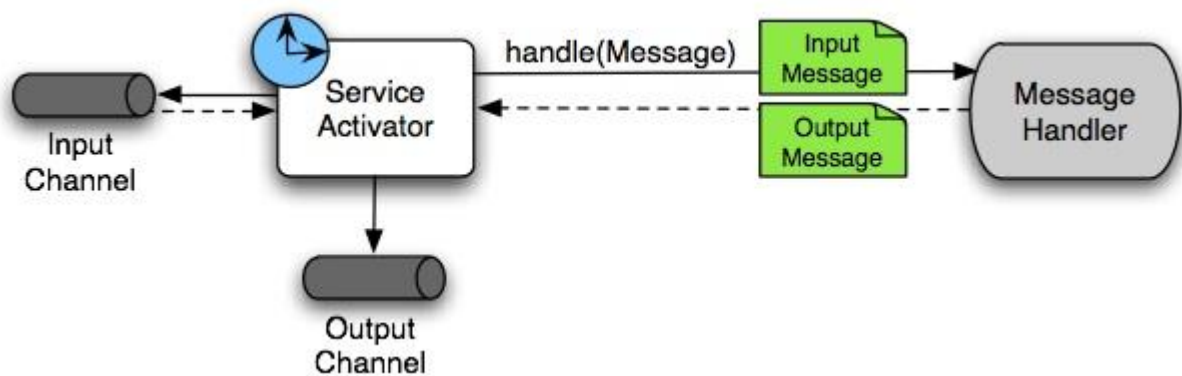 handle(Message)
Input
Message
Service
Activator
Message
Handler
Input
Channel
Output
Message
Output
Channel